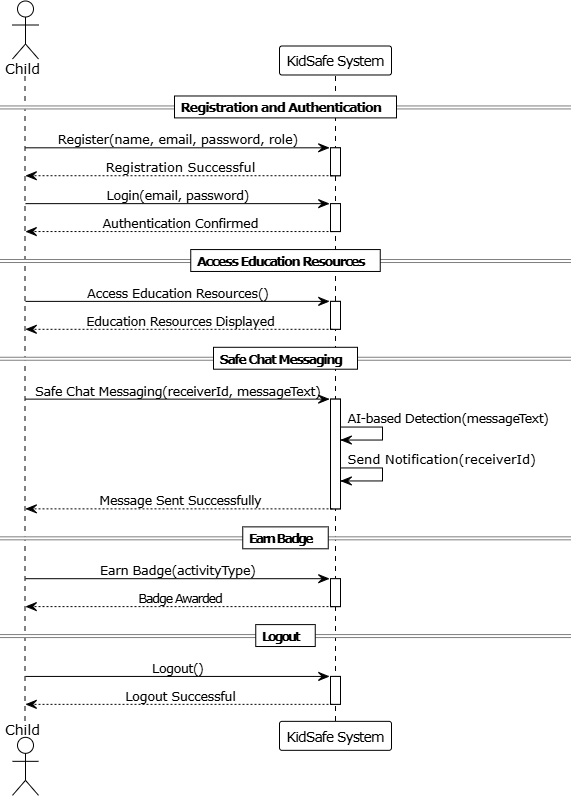 Child
KidSafe System
Registration and Authentication
Register(name, email, password, role)
Registration Successful
Login(email, password)
Authentication Confirmed
Access Education Resources
Access Education Resources()
Education Resources Displayed
Safe Chat Messaging
Safe Chat Messaging(receiverId, messageText)
AI-based Detection(messageText)
Send Notification(receiverId)
Message Sent Successfully
Earn Badge
Earn Badge(activityType)
Badge Awarded
Logout
Logout()
Logout Successful
Child
KidSafe System